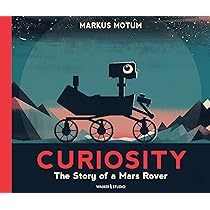 MARKUS MOTUM
CURIOSITY
The Story of a Mars Rover
WALKER STUDIO